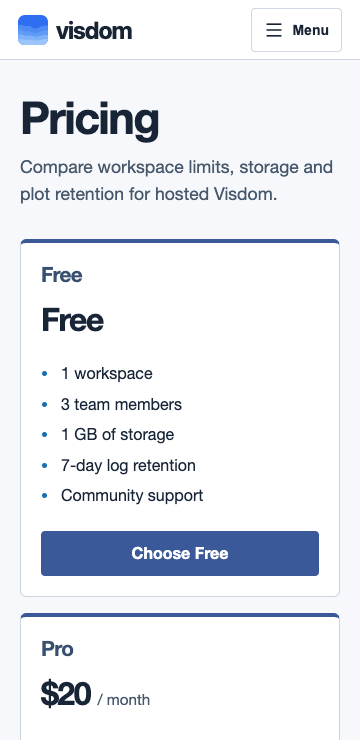 visdom
Menu
Pricing
Compare workspace limits, storage and
plot retention for hosted Visdom.
Free
Free
• 1 workspace
• 3 team members
• 1 GB of storage
• 7-day log retention
• Community support
Choose Free
Pro
$20 / month